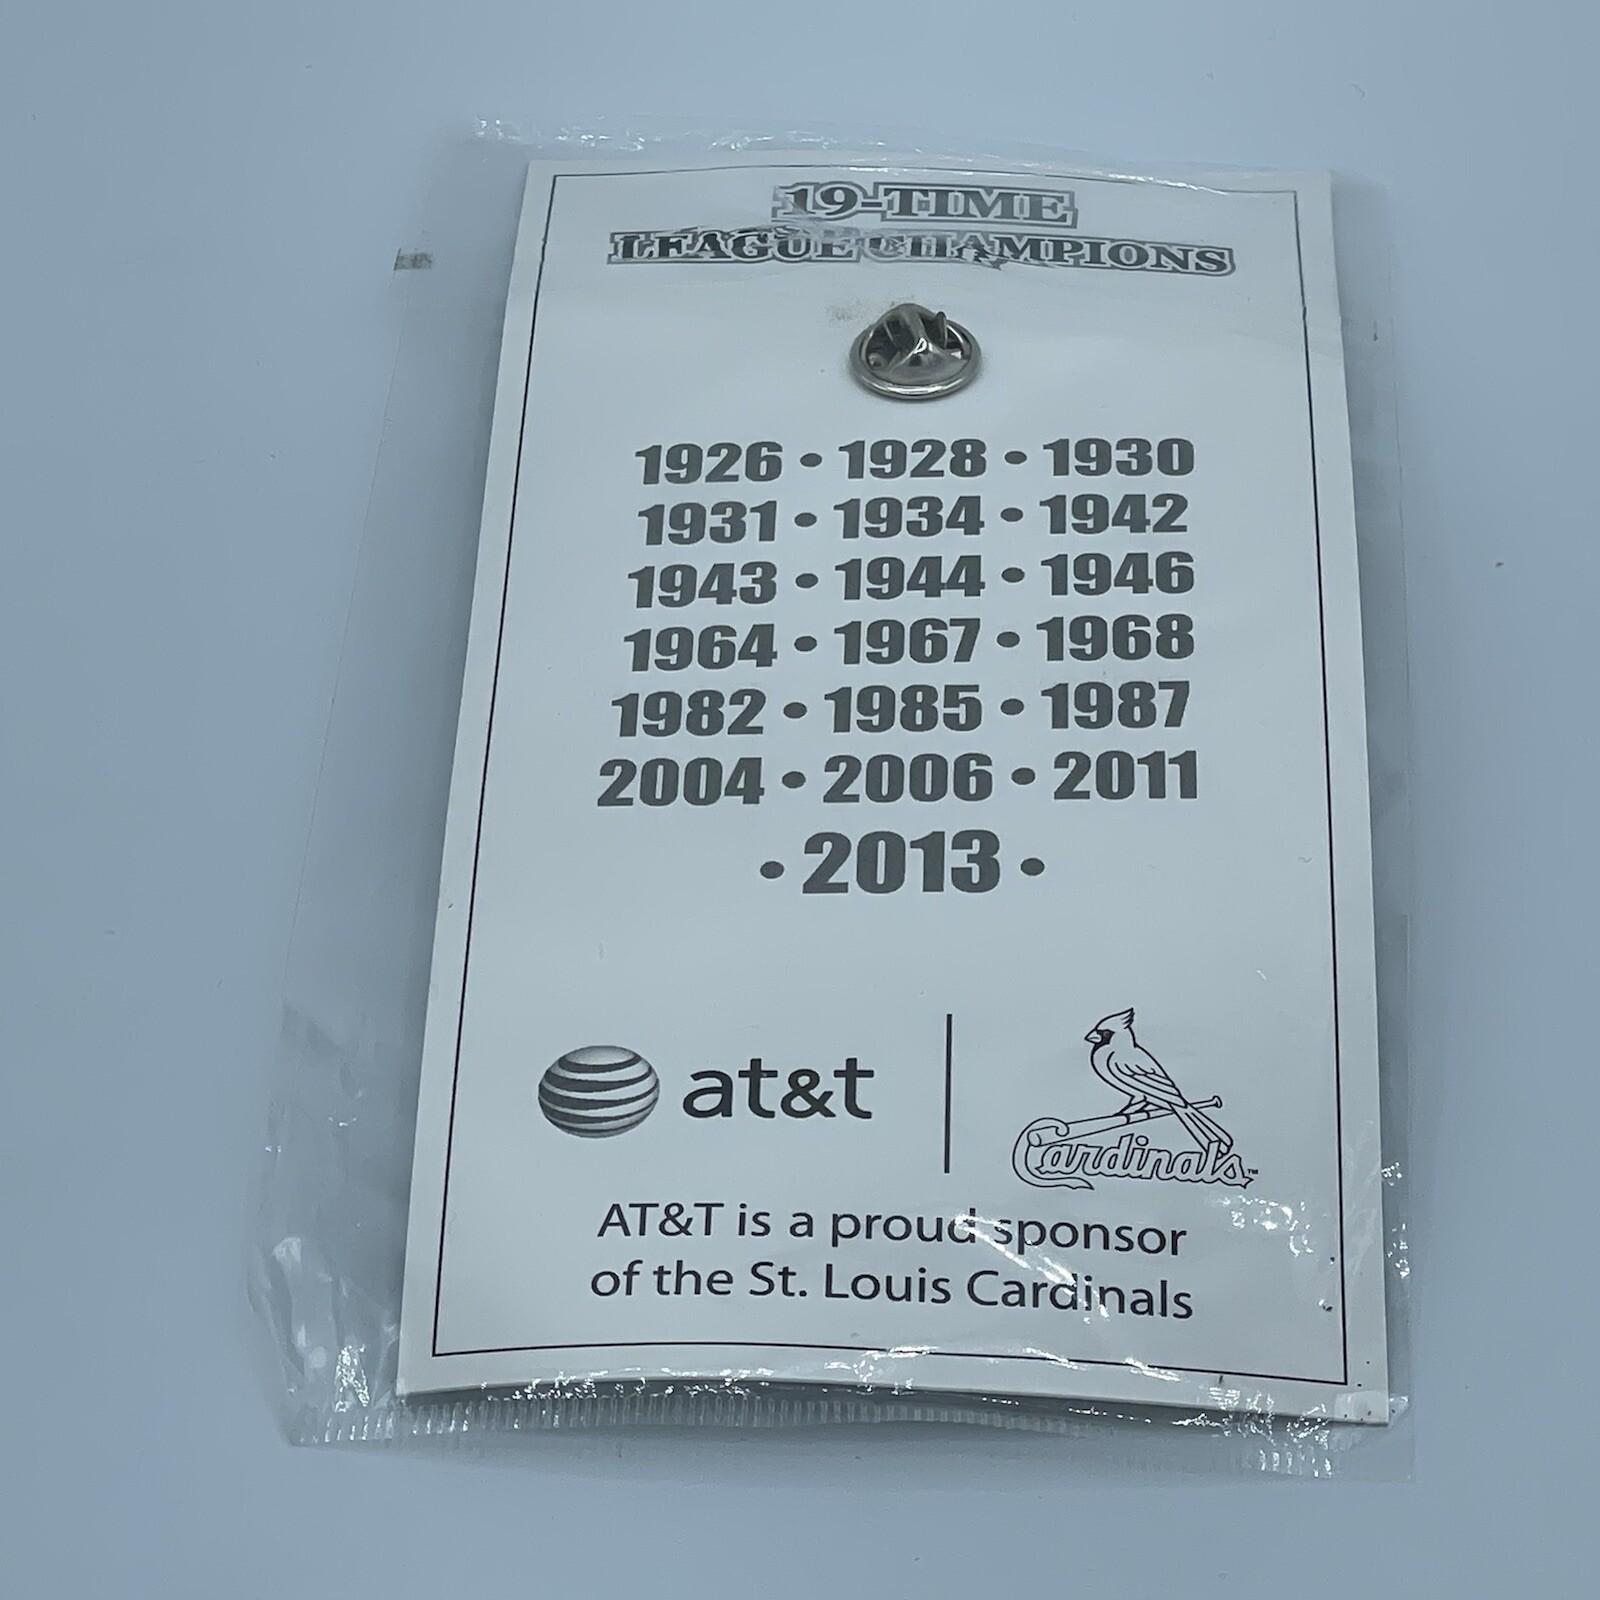 19-TIME
LEAGUE CHAMPIONS
1926 • 1928 • 1930
1931 • 1934 • 1942
1943 • 1944 • 1946
1964 • 1967 • 1968
1982 • 1985 • 1987
2004 • 2006 • 2011
• 2013 •
at&t
Cardinals™
AT&T is a proud sponsor
of the St. Louis Cardinals